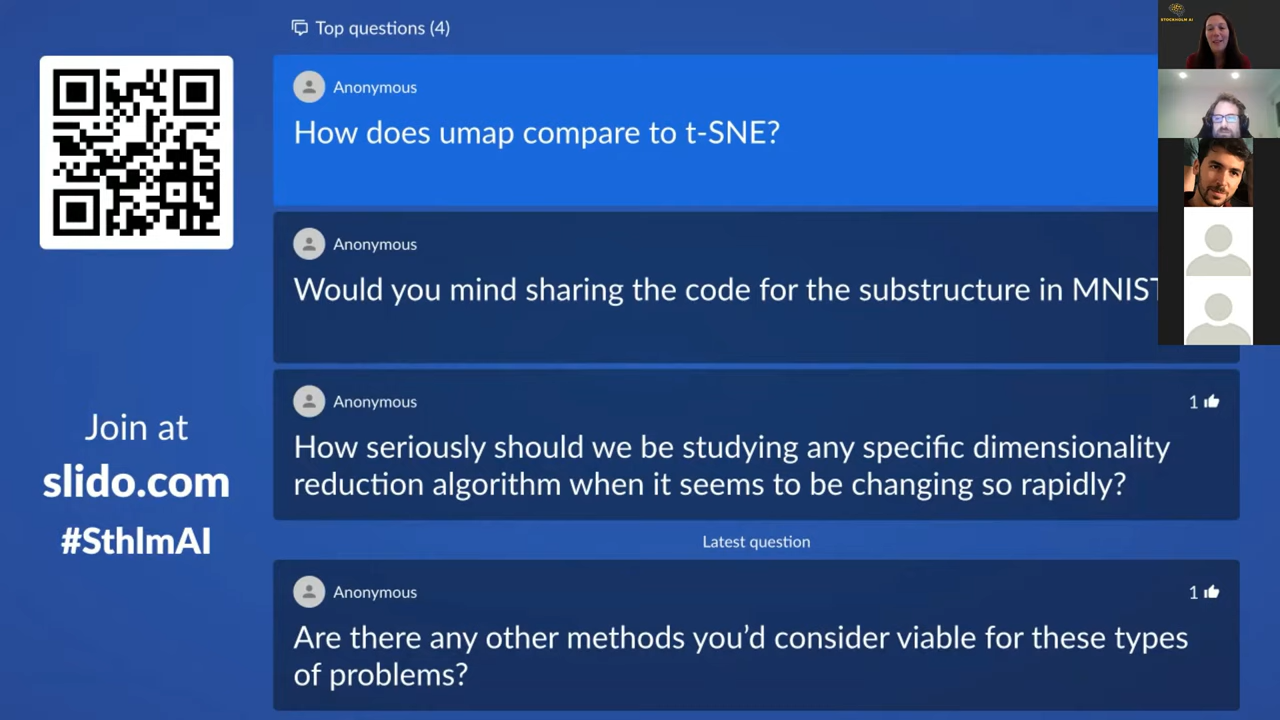 Top questions (4)
Anonymous
How does umap compare to t-SNE?
Anonymous
Would you mind sharing the code for the substructure in MNIST
Anonymous
1
How seriously should we be studying any specific dimensionality
reduction algorithm when it seems to be changing so rapidly?
Latest question
Anonymous
1
Are there any other methods you’d consider viable for these types
of problems?
Join at
slido.com
#SthlmAI
STOCKHOLM AI